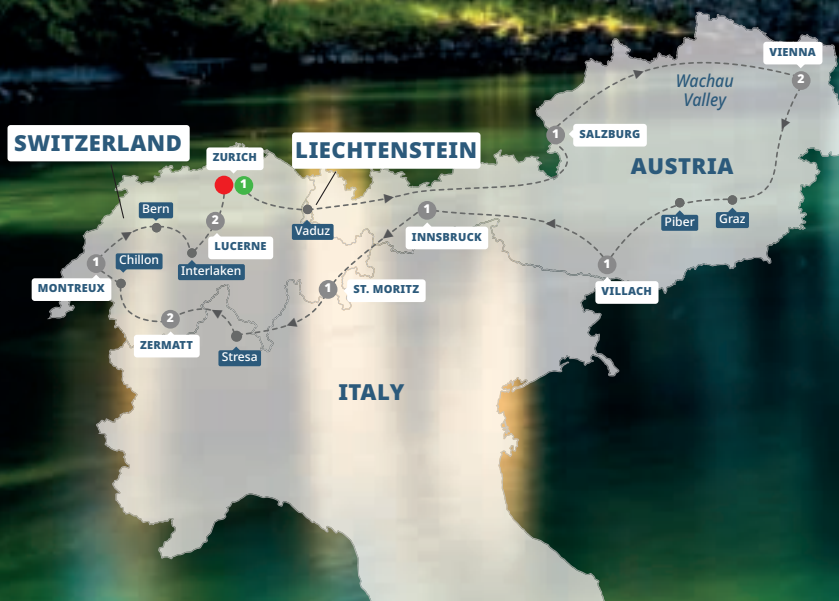 VIENNA
2
Wachau
Valley
1
SALZBURG
SWITZERLAND
ZURICH
LIECHTENSTEIN
AUSTRIA
1
Bern
2
LUCERNE
Vaduz
1
INNSBRUCK
Piber
Graz
Chillon
Interlaken
1
MONTREUX
1
ST. MORITZ
1
VILLACH
2
ZERMATT
Stresa
ITALY